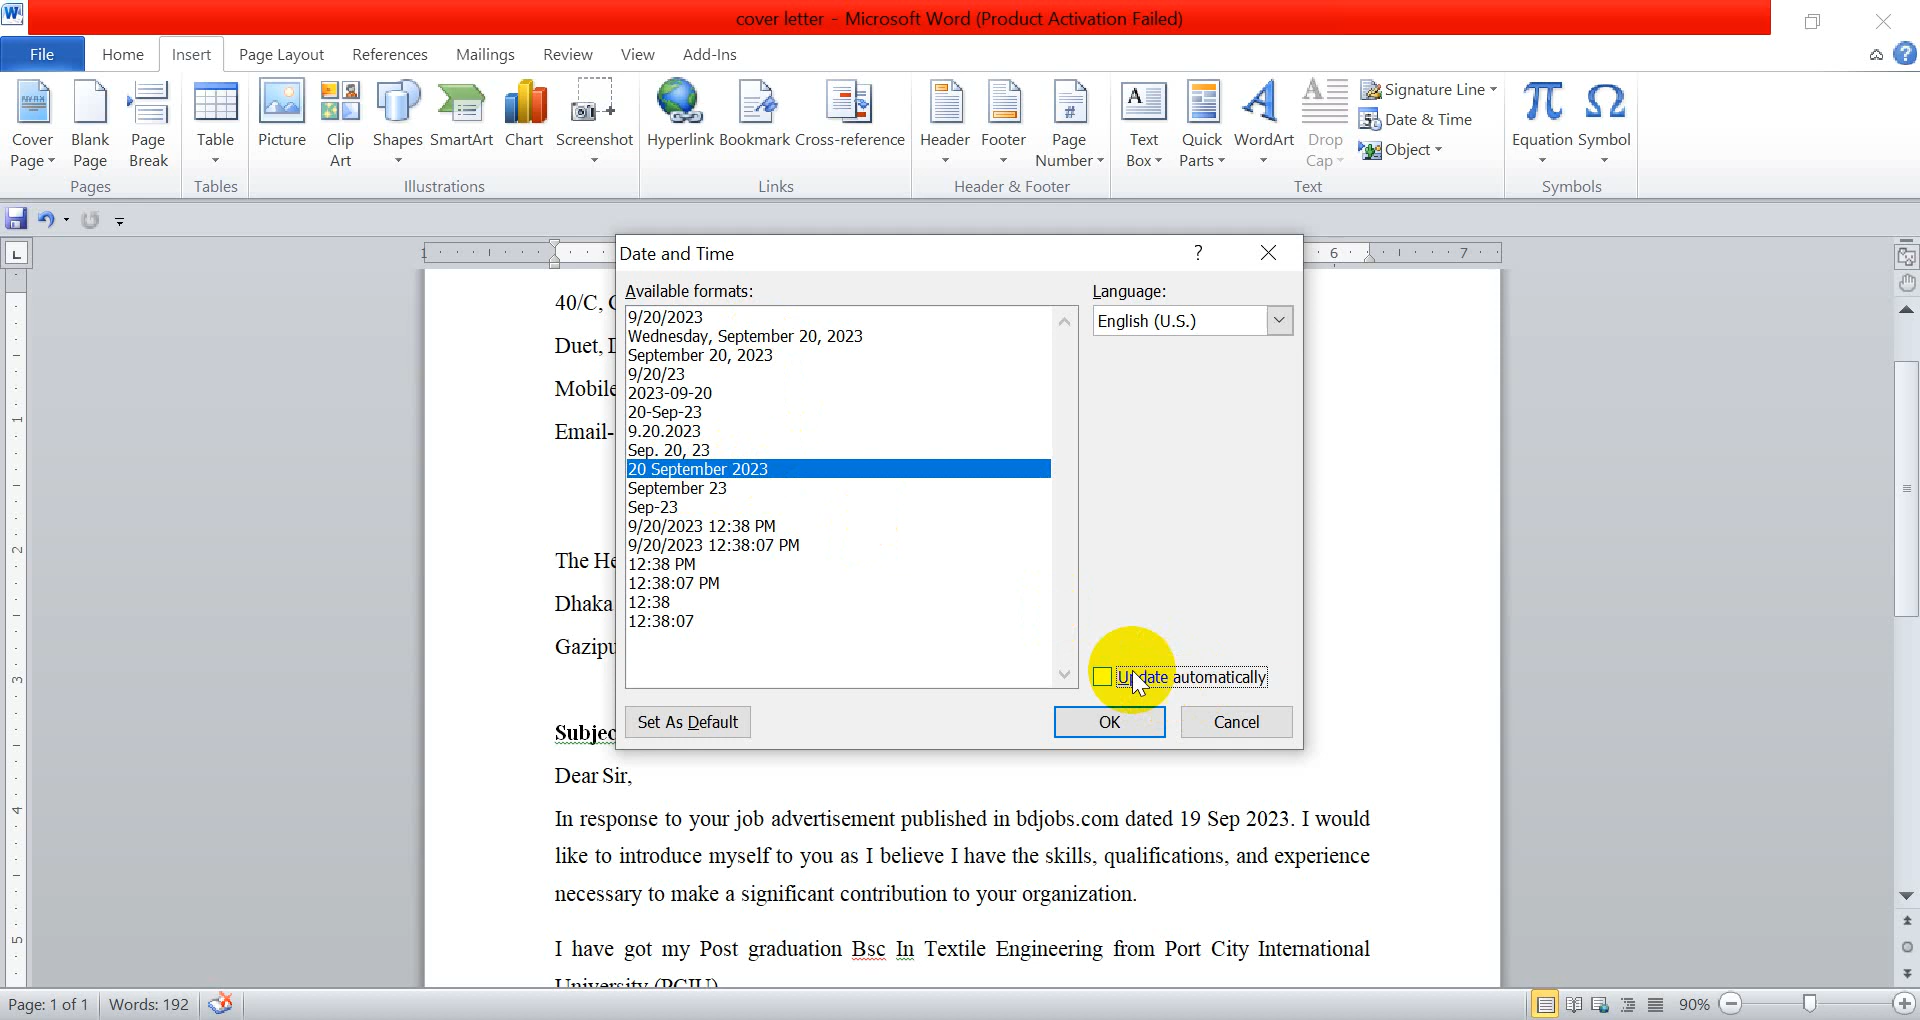 cover letter - Microsoft Word (Product Activation Failed)
File Home Insert Page Layout References Mailings Review View Add-Ins
Cover Page Blank Page Page Break
Pages
Table
Tables
Picture Clip Art Shapes SmartArt Chart Screenshot
Illustrations
Hyperlink Bookmark Cross-reference
Links
Header Footer Page Number
Header & Footer
Text Box Quick Parts WordArt Drop Cap
Signature Line
Date & Time
Object
Text
Equation Symbol
Symbols
1 6 7
Date and Time
Available formats:
9/20/2023
Wednesday, September 20, 2023
September 20, 2023
9/20/23
2023-09-20
20-Sep-23
9.20.2023
Sep. 20, 23
20 September 2023
September 23
Sep-23
9/20/2023 12:38 PM
9/20/2023 12:38:07 PM
12:38 PM
12:38:07 PM
12:38
12:38:07
Language:
English (U.S.)
Update automatically
Set As Default OK Cancel
40/C,
Duet,
Mobile
Email-
The He
Dhaka
Gazipu
Subjec
Dear Sir,
In response to your job advertisement published in bdjobs.com dated 19 Sep 2023. I would
like to introduce myself to you as I believe I have the skills, qualifications, and experience
necessary to make a significant contribution to your organization.
I have got my Post graduation Bsc In Textile Engineering from Port City International
University (PCIU)
1
2
3
4
5
Page: 1 of 1 Words: 192 90%